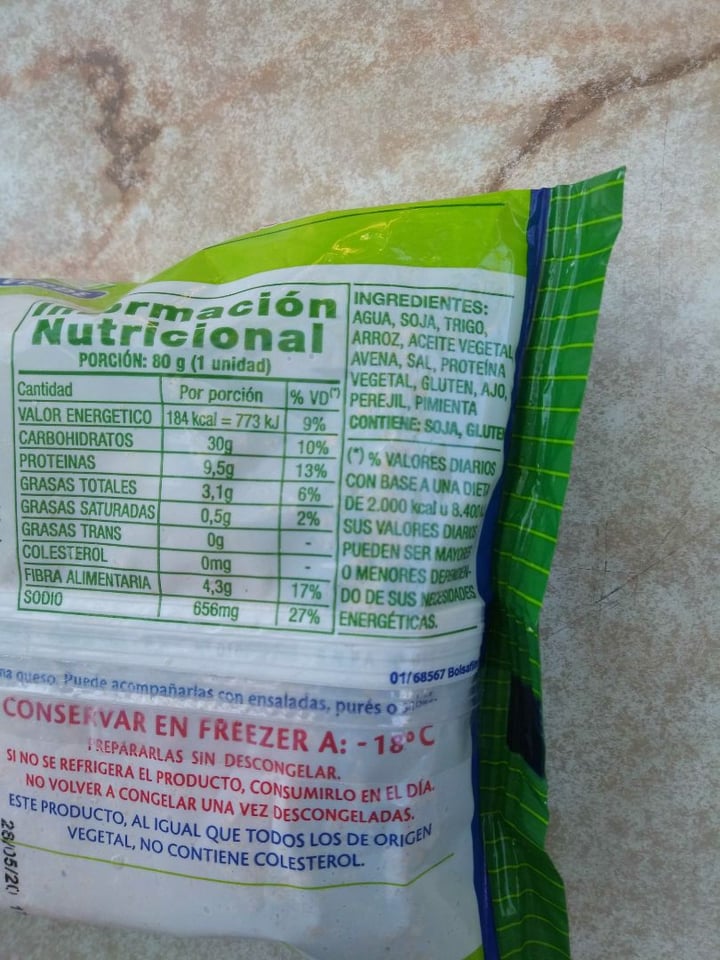 Información
Nutricional
PORCIÓN: 80 g (1 unidad)
Cantidad Por porción % VD(*)
VALOR ENERGETICO 184 kcal = 773 kJ 9%
CARBOHIDRATOS 30g 10%
PROTEINAS 9,5g 13%
GRASAS TOTALES 3,1g 6%
GRASAS SATURADAS 0,5g 2%
GRASAS TRANS 0g -
COLESTEROL 0mg -
FIBRA ALIMENTARIA 4,3g 17%
SODIO 656mg 27%
INGREDIENTES:
AGUA, SOJA, TRIGO,
ARROZ, ACEITE VEGETAL
AVENA, SAL, PROTEÍNA
VEGETAL, GLUTEN, AJO,
PEREJIL, PIMIENTA
CONTIENE: SOJA, GLUTE
(*) % VALORES DIARIOS
CON BASE A UNA DIETA
DE 2.000 kcal u 8.400
SUS VALORES DIARIOS
PUEDEN SER MAYORES
O MENORES DEPENDIEN-
DO DE SUS NECESIDADES
ENERGÉTICAS.
01/68567 Bolsafilm
na queso. Puede acompañarlas con ensaladas, purés o
CONSERVAR EN FREEZER A: -18°C
PREPARARLAS SIN DESCONGELAR.
SI NO SE REFRIGERA EL PRODUCTO, CONSUMIRLO EN EL DÍA.
NO VOLVER A CONGELAR UNA VEZ DESCONGELADAS.
ESTE PRODUCTO, AL IGUAL QUE TODOS LOS DE ORIGEN
VEGETAL, NO CONTIENE COLESTEROL.
28/05/20